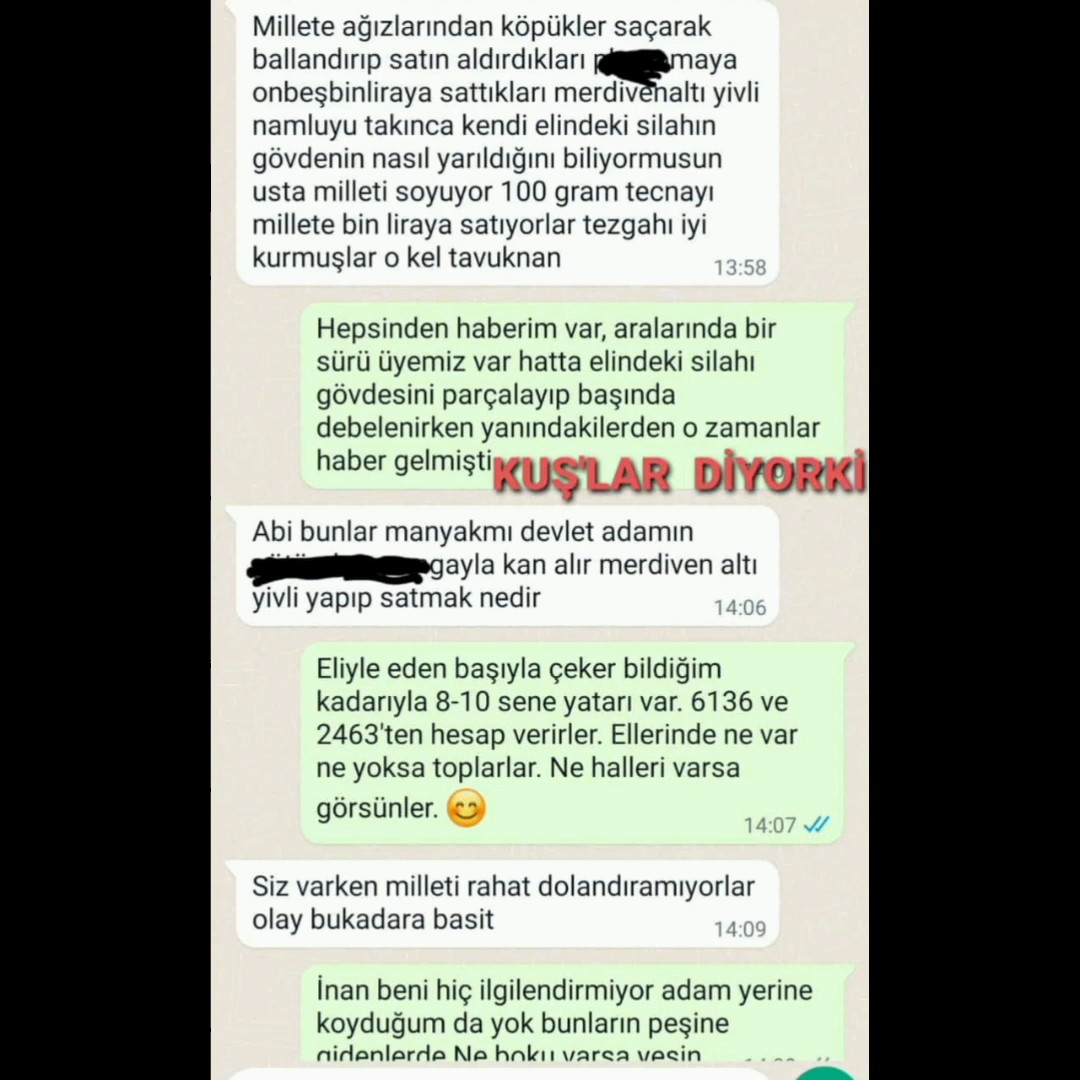 Millete ağızlarından köpükler saçarak
ballandırıp satın aldırdıkları maya
onbeşbinliraya sattıkları merdivenaltı yivli
namluyu takınca kendi elindeki silahın
gövdenin nasıl yarıldığını biliyormusun
usta milleti soyuyor 100 gram tecnayı
millete bin liraya satıyorlar tezgahı iyi
kurmuşlar o kel tavuknan
13:58
Hepsinden haberim var, aralarında bir
sürü üyemiz var hatta elindeki silahı
gövdesini parçalayıp başında
debelenirken yanındakilerden o zamanlar
haber gelmişti
KUŞ'LAR DİYORKİ
Abi bunlar manyakmı devlet adamın
gayla kan alır merdiven altı
yivli yapıp satmak nedir
14:06
Eliyle eden başıyla çeker bildiğim
kadarıyla 8-10 sene yatarı var. 6136 ve
2463'ten hesap verirler. Ellerinde ne var
ne yoksa toplarlar. Ne halleri varsa
görsünler. 😊
14:07
Siz varken milleti rahat dolandıramıyorlar
olay bukadara basit
14:09
İnan beni hiç ilgilendirmiyor adam yerine
koyduğum da yok bunların peşine
gidenlerde Ne boku varsa yesin